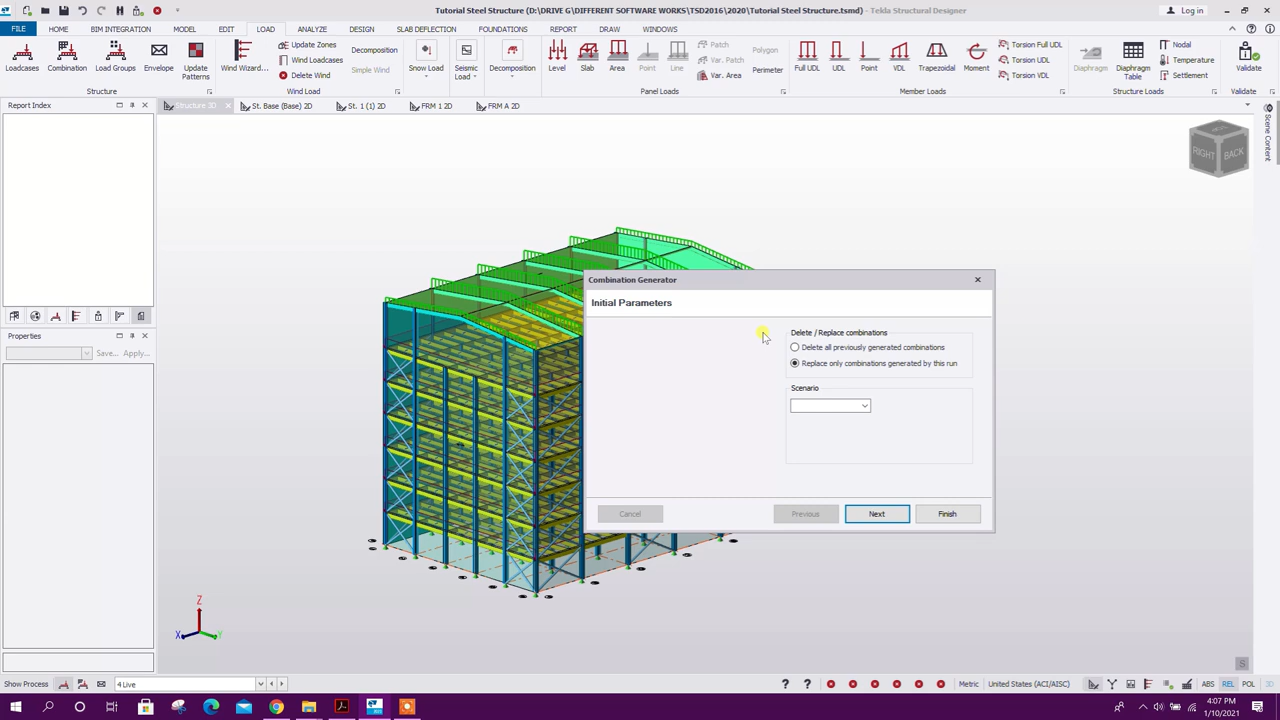 Tutorial Steel Structure (D:\DRIVE G\DIFFERENT SOFTWARE WORKS\TSD2016\2020\Tutorial Steel Structure.tsmd) - Tekla Structural Designer
Log in
FILE HOME BIM INTEGRATION MODEL EDIT LOAD ANALYZE DESIGN SLAB DEFLECTION FOUNDATIONS REPORT DRAW WINDOWS
Loadcases Combination Load Groups Envelope Update Patterns
Structure
Wind Wizard...
Update Zones
Wind Loadcases
Delete Wind
Decomposition
Simple Wind
Wind Load
Snow Load
Seismic Load
Decomposition Level Slab Area Point Line
Patch
Var. Patch
Var. Area
Polygon
Perimeter
Panel Loads
Full UDL UDL Point VDL Trapezoidal Moment
Torsion Full UDL
Torsion UDL
Torsion VDL
Member Loads
Diaphragm Diaphragm Table
Nodal
Temperature
Settlement
Structure Loads
Validate
Validate
Report Index
Structure 3D St. Base (Base) 2D St. 1 (1) 2D FRM 1 2D FRM A 2D
Scene Content
RIGHT BACK
Properties
Save... Apply...
Combination Generator
Initial Parameters
Delete / Replace combinations
Delete all previously generated combinations
Replace only combinations generated by this run
Scenario
Cancel Previous Next Finish
Z
X Y
S
Show Process 4 Live
Metric United States (ACI/AISC) ABS REL POL 3D
4:07 PM
1/10/2021